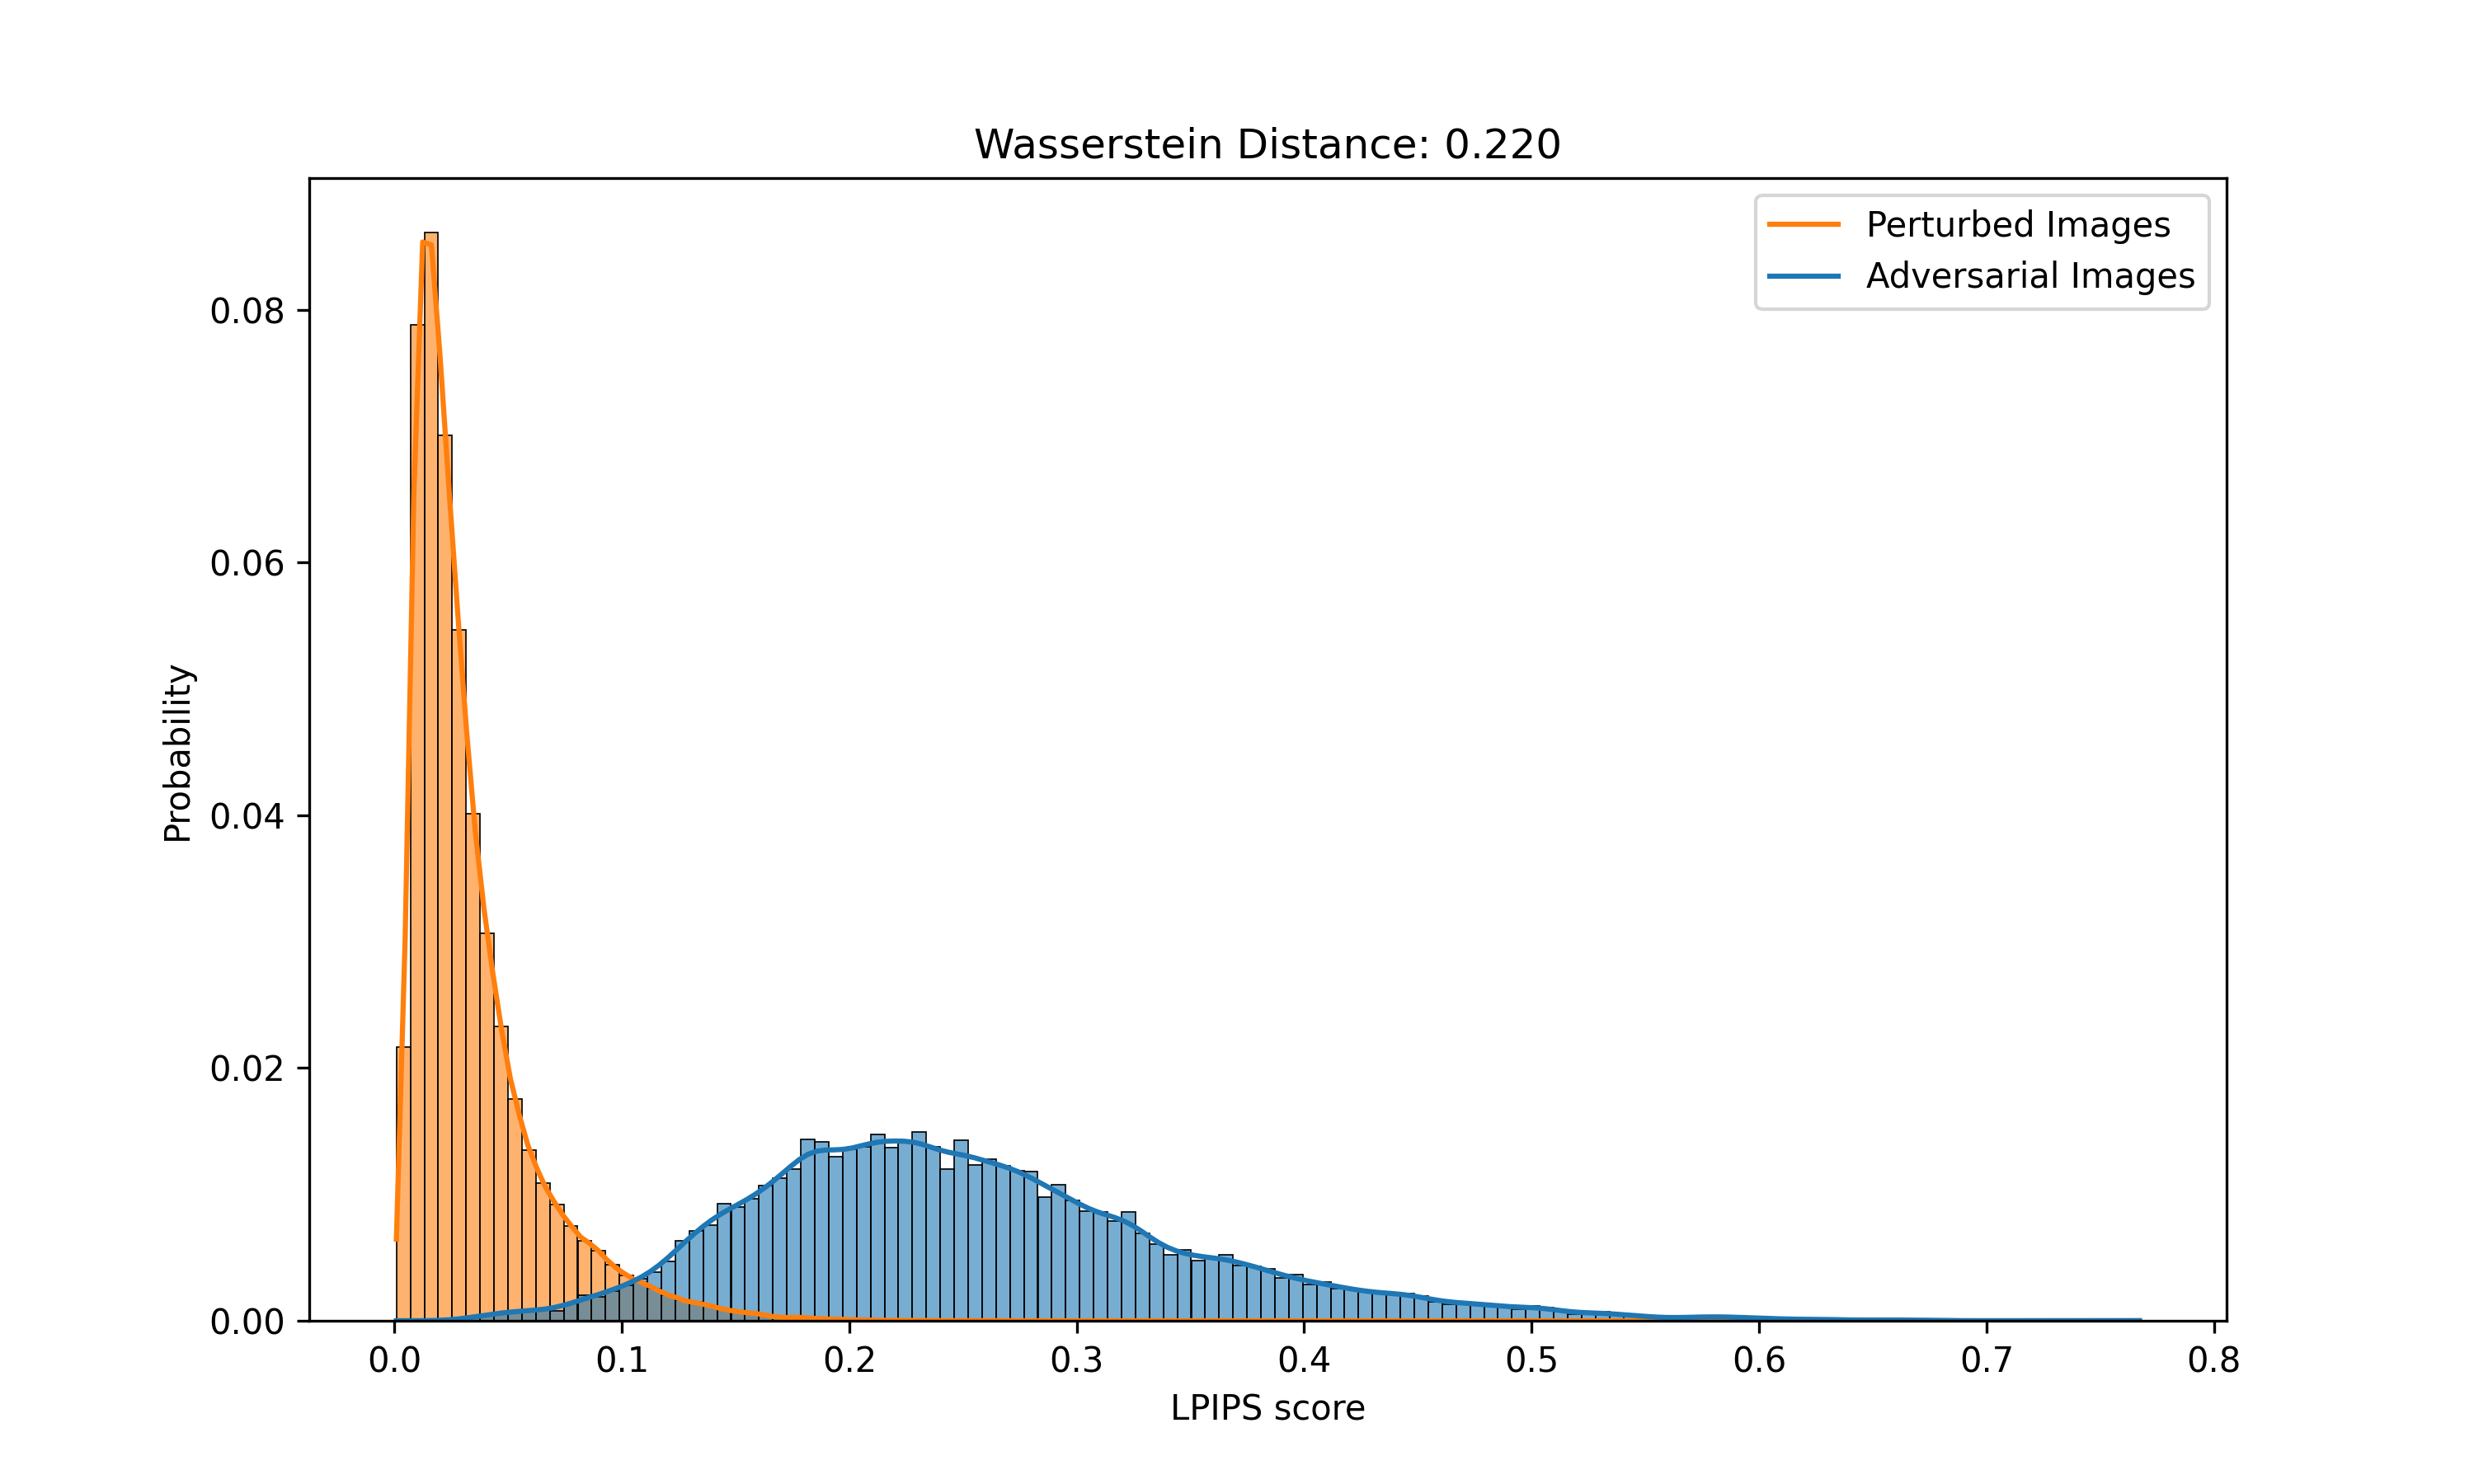 Wasserstein Distance: 0.220
Perturbed Images
Adversarial Images
Probability
0.08
0.06
0.04
0.02
0.00
0.0 0.1 0.2 0.3 0.4 0.5 0.6 0.7 0.8
LPIPS score